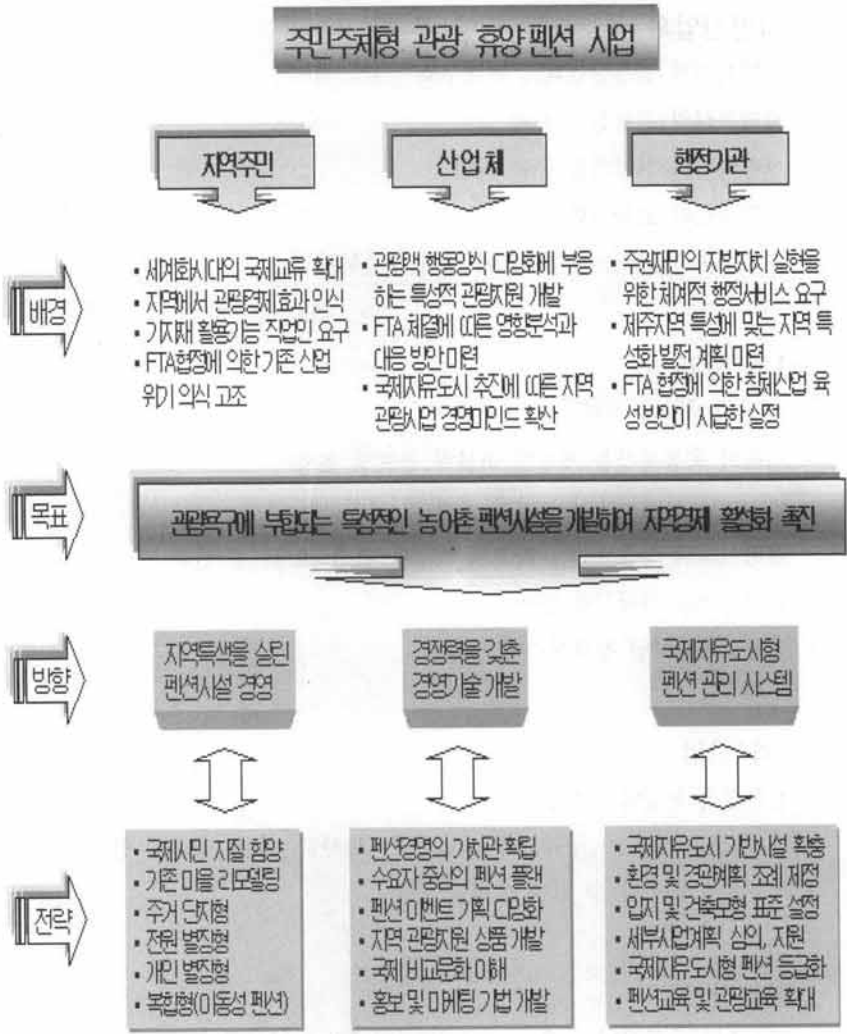 주민주체형 관광 휴양펜션 사업
지역주민
산업체
행정기관
배경
▪ 세계화시대의 국제교류 확대
▪ 지역에서 관광경제효과 인식
▪ 기자재 활용가능 직업인 요구
▪ FTA협정에 의한 기존 산업
위기 의식 고조
▪ 관광객 행동양식 다양화에 부응
하는 특성적 관광자원 개발
▪ FTA 체결에 따른 영향분석과
대응 방안 마련
▪ 국제자유도시 추진에 따른 지역
관광사업 경영마인드 확산
▪ 주권재민의 지방자치 실현을
위한 체계적 행정서비스 요구
▪ 제주지역 특성에 맞는 지역 특
성화 발전 계획 마련
▪ FTA 협정에 의한 침체산업 육
성방안이 시급한 실정
목표
관광욕구에 부합되는 특성적인 농어촌 펜션시설을 개발하여 지역경제 활성화 촉진
방향
지역특색을 살린
펜션시설 경영
경쟁력을 갖춘
경영기술 개발
국제자유도시형
펜션 관리 시스템
전략
▪ 국제시민 자질 함양
▪ 기존 마을 리모델링
▪ 주거 단지형
▪ 전원 별장형
▪ 개인 별장형
▪ 복합형(이동성 펜션)
▪ 펜션경영의 가치관 확립
▪ 수요자 중심의 펜션 플랜
▪ 펜션 이벤트 기획 다양화
▪ 지역 관광자원 상품 개발
▪ 국제 비교문화 이해
▪ 홍보 및 마케팅 기법 개발
▪ 국제자유도시 기반시설 확충
▪ 환경 및 경관계획 조례 제정
▪ 입지 및 건축모형 표준 설정
▪ 세부사업계획 심의, 지원
▪ 국제자유도시형 펜션 등급화
▪ 펜션교육 및 관광교육 확대